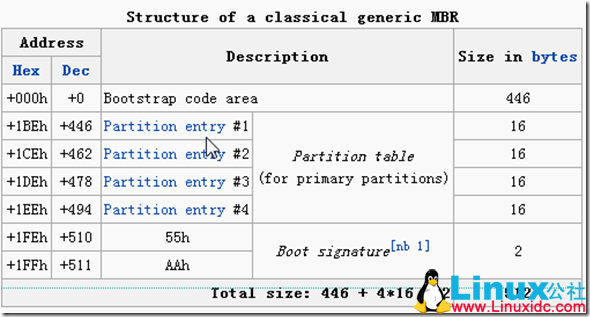 Structure of a classical generic MBR
Address Description Size in bytes
Hex Dec
+000h +0 Bootstrap code area 446
+1BEh +446 Partition entry #1 Partition table (for primary partitions) 16
+1CEh +462 Partition entry #2 16
+1DEh +478 Partition entry #3 16
+1EEh +494 Partition entry #4 16
+1FEh +510 55h Boot signature[nb 1] 2
+1FFh +511 AAh
Total size: 446 + 4*16
Linux公社
www.Linuxidc.com